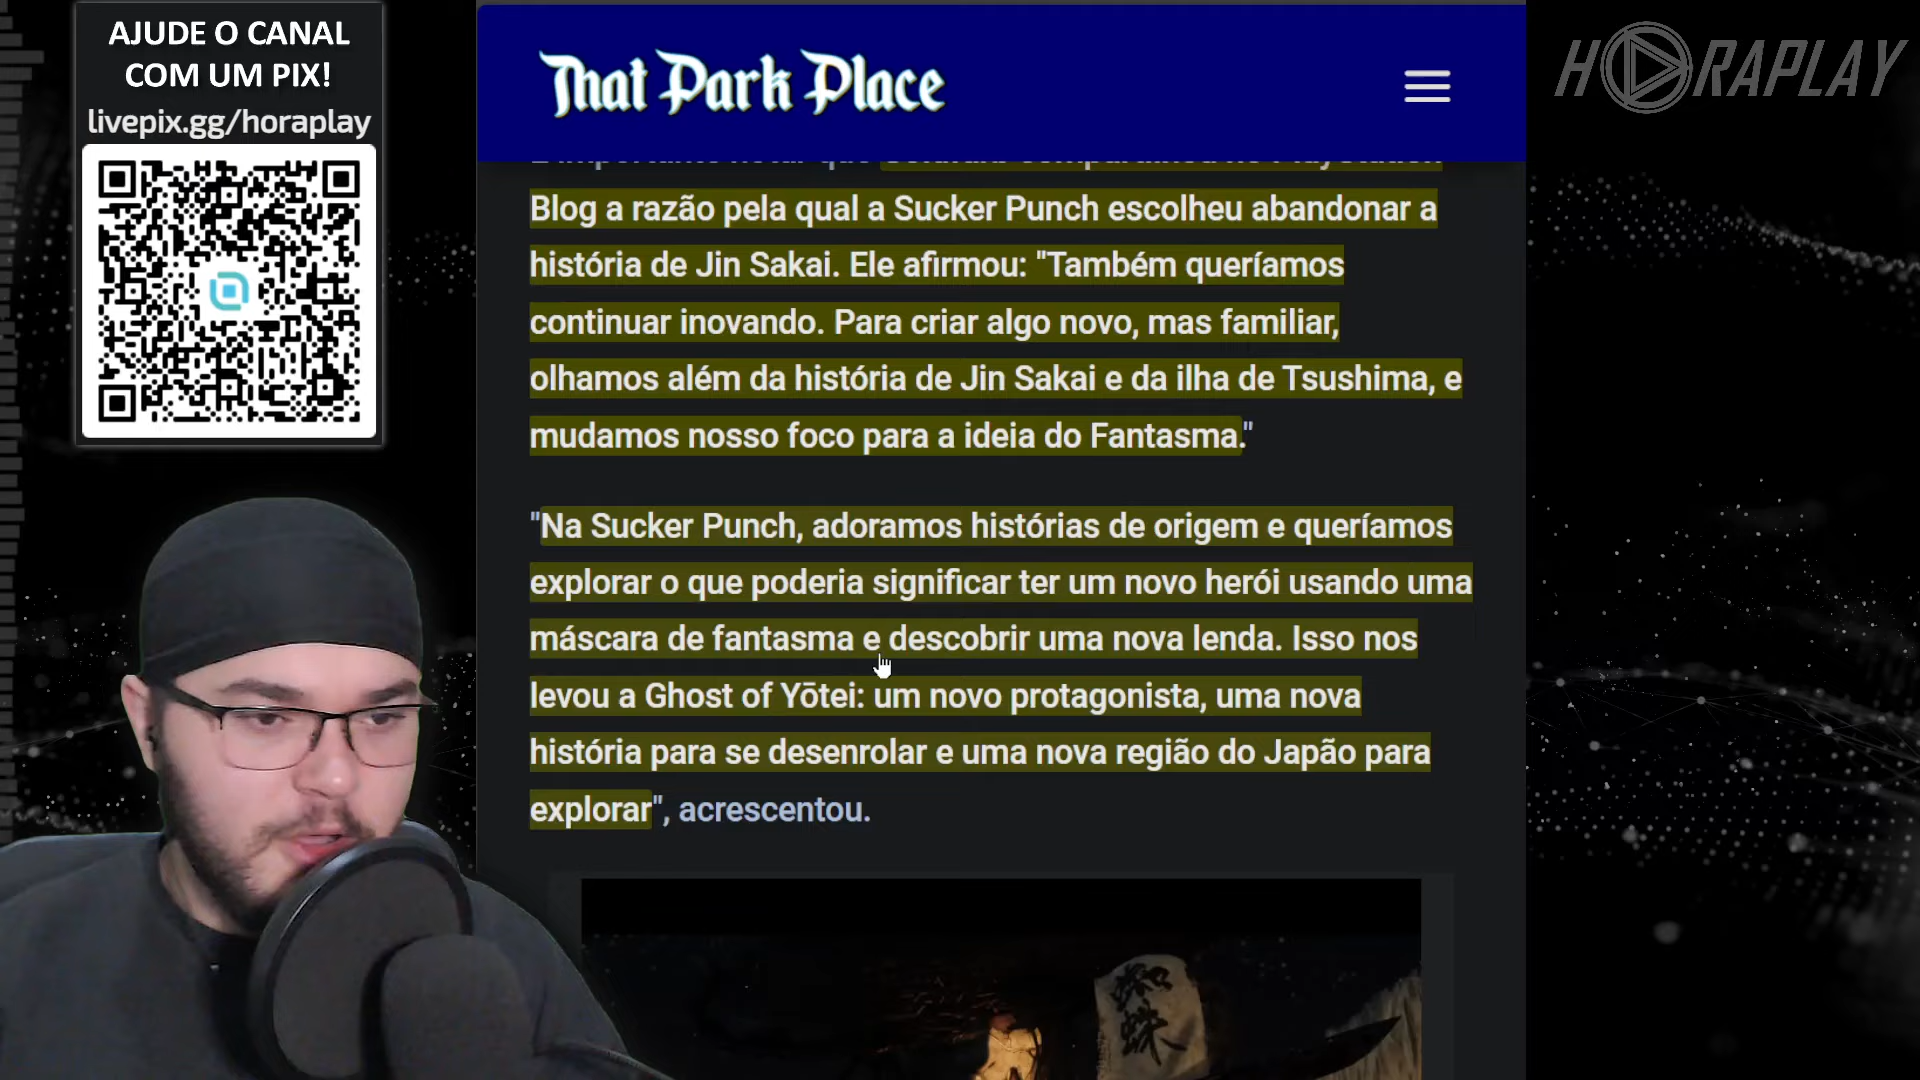 AJUDE O CANAL
COM UM PIX!
livepix.gg/horaplay
That Park Place
HORAPLAY
Blog a razão pela qual a Sucker Punch escolheu abandonar a
história de Jin Sakai. Ele afirmou: "Também queríamos
continuar inovando. Para criar algo novo, mas familiar,
olhamos além da história de Jin Sakai e da ilha de Tsushima, e
mudamos nosso foco para a ideia do Fantasma."
"Na Sucker Punch, adoramos histórias de origem e queríamos
explorar o que poderia significar ter um novo herói usando uma
máscara de fantasma e descobrir uma nova lenda. Isso nos
levou a Ghost of Yōtei: um novo protagonista, uma nova
história para se desenrolar e uma nova região do Japão para
explorar", acrescentou.
蜘
蛛